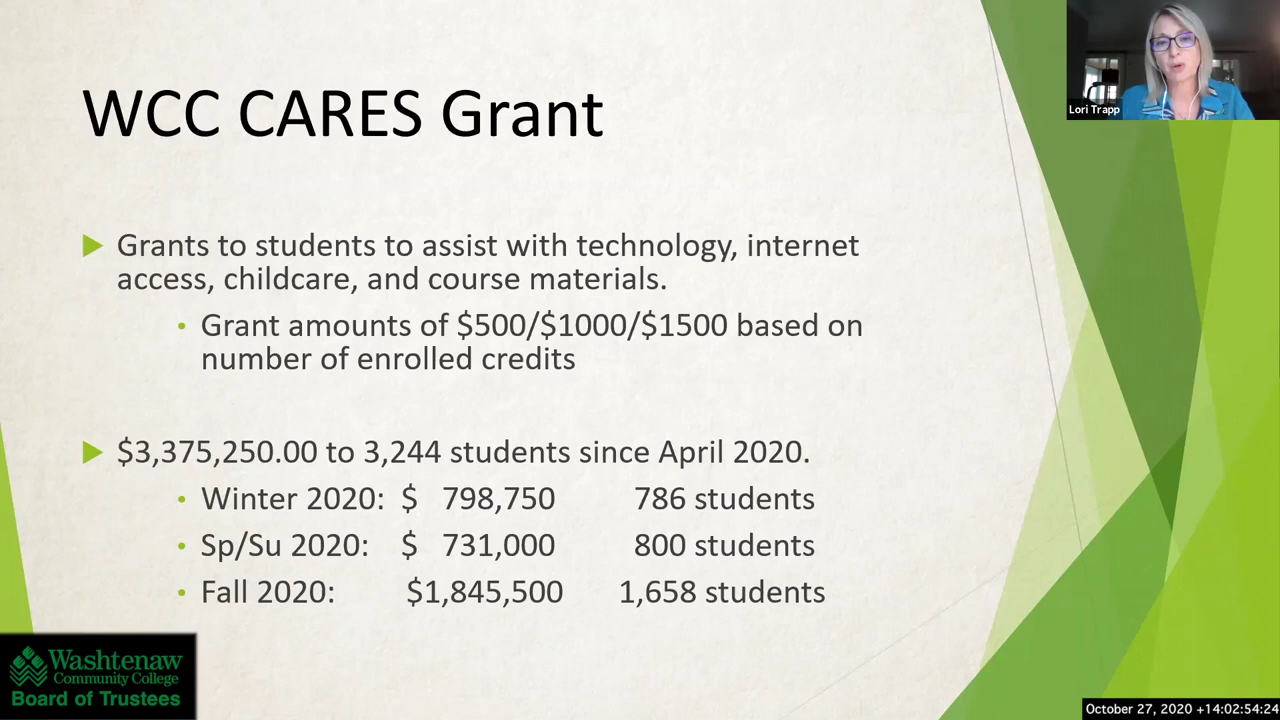 WCC CARES Grant
Grants to students to assist with technology, internet
access, childcare, and course materials.
Grant amounts of $500/$1000/$1500 based on
number of enrolled credits
$3,375,250.00 to 3,244 students since April 2020.
Winter 2020: $ 798,750 786 students
Sp/Su 2020: $ 731,000 800 students
Fall 2020: $1,845,500 1,658 students
Lori Trapp
Washtenaw
Community College
Board of Trustees
October 27, 2020 +14:02:54:24